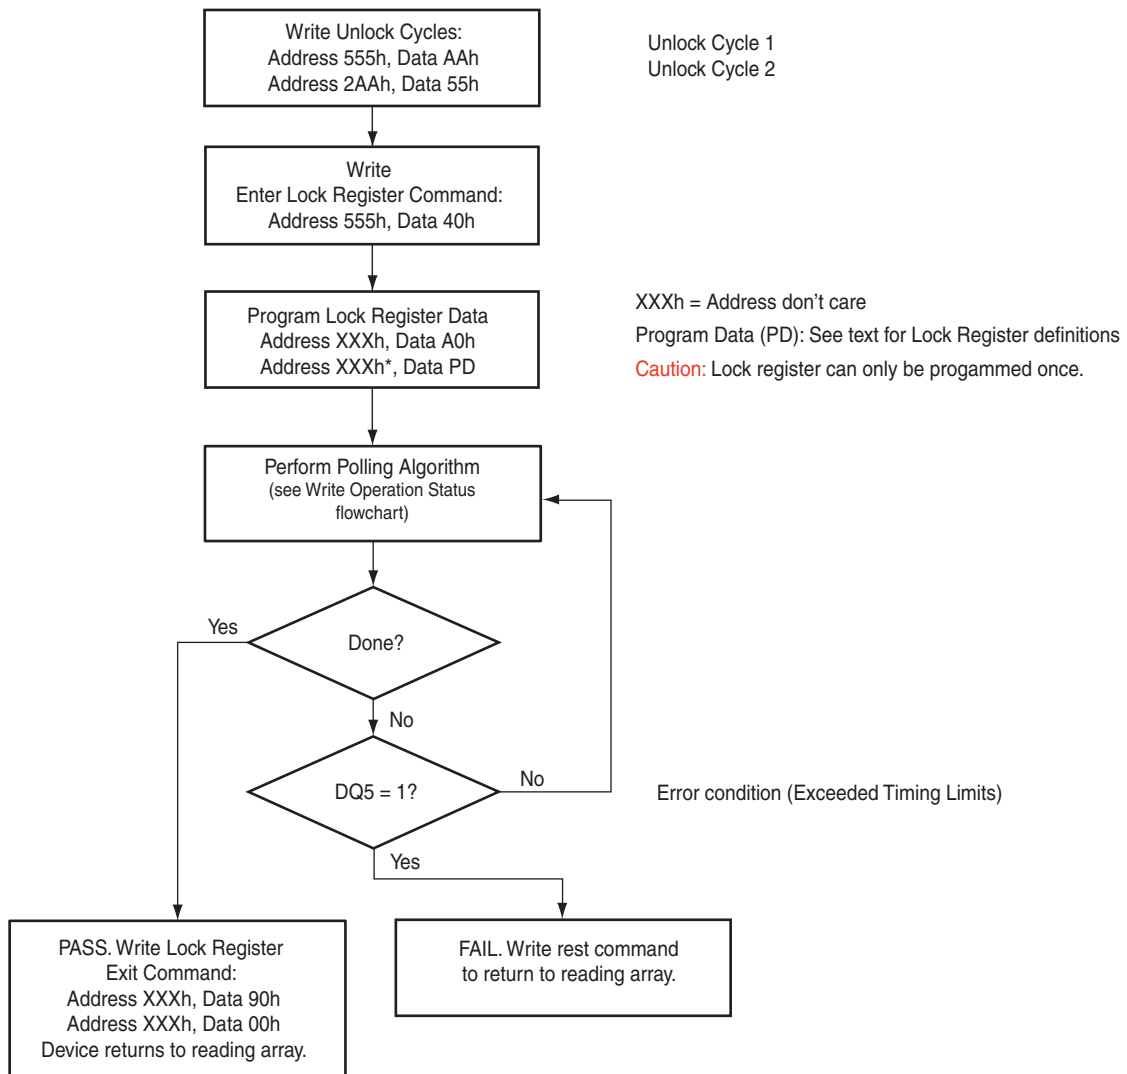 Write Unlock Cycles:
Address 555h, Data AAh
Address 2AAh, Data 55h
Unlock Cycle 1
Unlock Cycle 2
Write
Enter Lock Register Command:
Address 555h, Data 40h
Program Lock Register Data
Address XXXh, Data A0h
Address XXXh*, Data PD
XXXh = Address don't care
Program Data (PD): See text for Lock Register definitions
Caution: Lock register can only be progammed once.
Perform Polling Algorithm
(see Write Operation Status
flowchart)
Yes
Done?
No
DQ5 = 1?
No
Error condition (Exceeded Timing Limits)
Yes
PASS. Write Lock Register
Exit Command:
Address XXXh, Data 90h
Address XXXh, Data 00h
Device returns to reading array.
FAIL. Write rest command
to return to reading array.